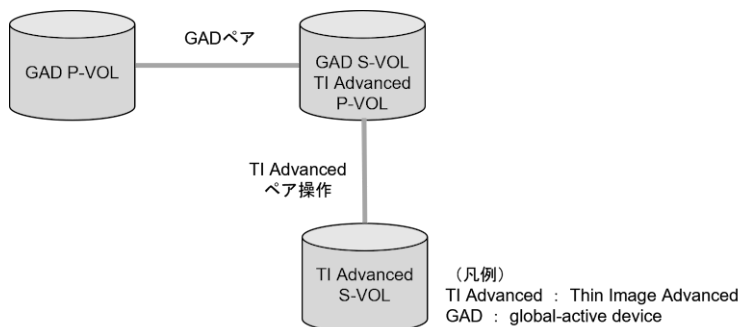 GADペア
GAD P-VOL
GAD S-VOL
TI Advanced
P-VOL
TI Advanced
ペア操作
TI Advanced
S-VOL
（凡例）
TI Advanced ： Thin Image Advanced
GAD ： global-active device